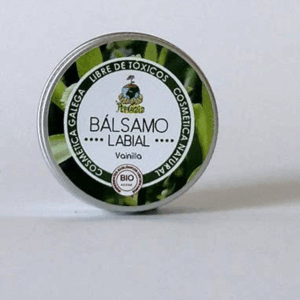 COSMÉTICA GALEGA
LIBRE DE TÓXICOS
COSMÉTICA NATURAL
BÁLSAMO
LABIAL
Vainilla
BIO